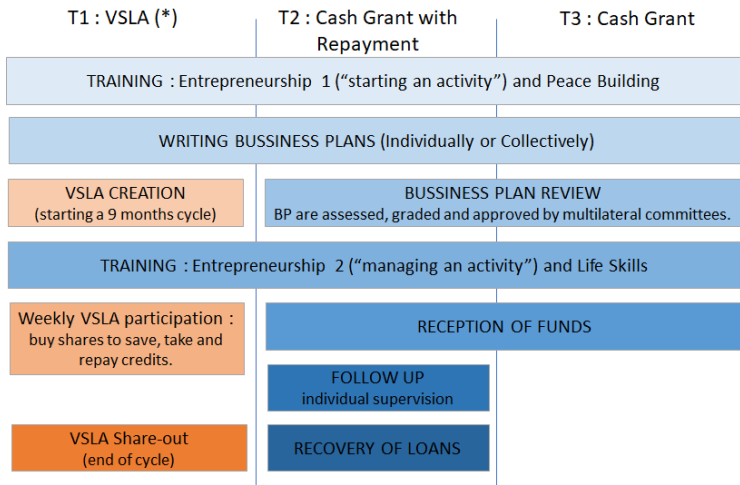 T1 : VSLA (*)
T2 : Cash Grant with
Repayment
T3 : Cash Grant
TRAINING : Entrepreneurship 1 (“starting an activity”) and Peace Building
WRITING BUSSINESS PLANS (Individually or Collectively)
VSLA CREATION
(starting a 9 months cycle)
BUSSINESS PLAN REVIEW
BP are assessed, graded and approved by multilateral committees.
TRAINING : Entrepreneurship 2 (“managing an activity”) and Life Skills
Weekly VSLA participation :
buy shares to save, take and
repay credits.
RECEPTION OF FUNDS
FOLLOW UP
individual supervision
VSLA Share-out
(end of cycle)
RECOVERY OF LOANS